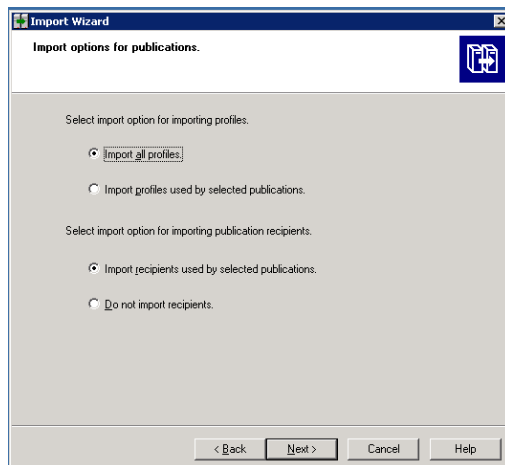 Import Wizard
Import options for publications.
Select import option for importing profiles.
Import all profiles.
Import profiles used by selected publications.
Select import option for importing publication recipients.
Import recipients used by selected publications.
Do not import recipients.
< Back
Next >
Cancel
Help